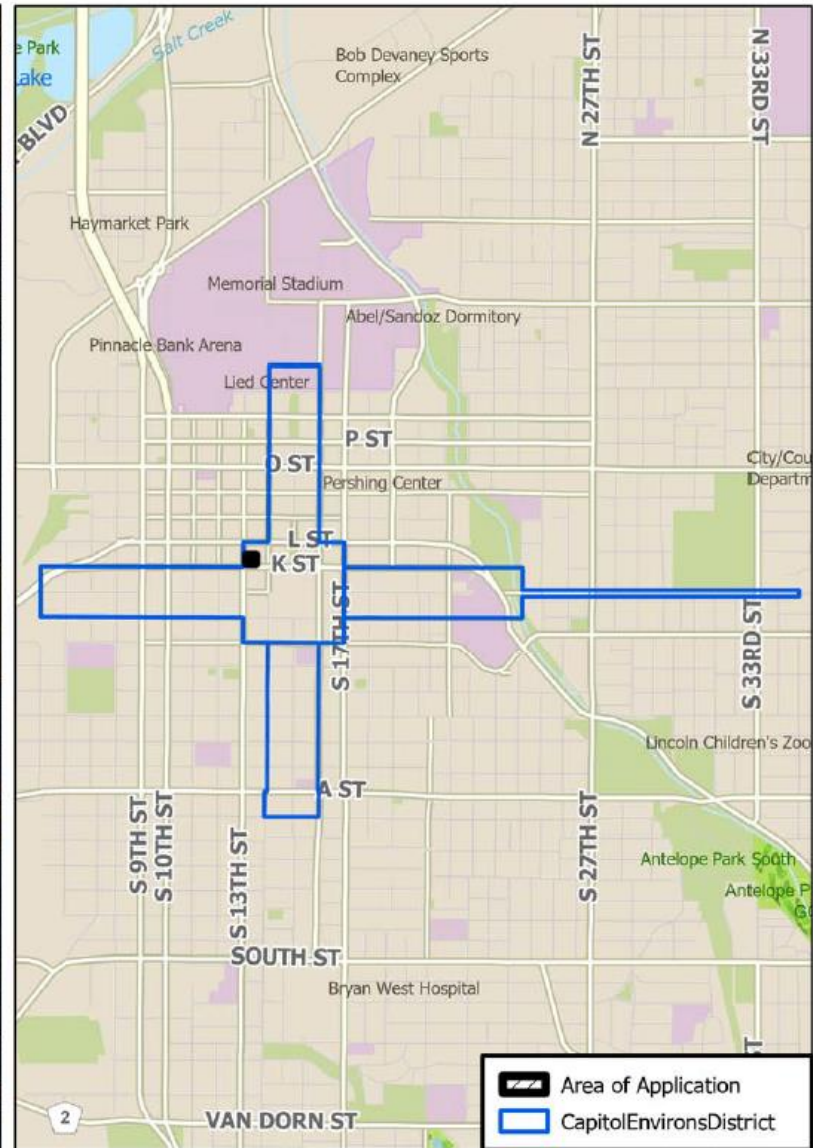 e Park
Lake
Salt Creek
BLVD
Bob Devaney Sports
Complex
N 27TH ST
N 33RD ST
Haymarket Park
Memorial Stadium
Abel/Sandoz Dormitory
Pinnacle Bank Arena
Lied Center
P ST
O ST
Pershing Center
City/Cou
Departm
L ST
K ST
S 17TH ST
S 33RD ST
Lincoln Children's Zoo
A ST
S 9TH ST
S 10TH ST
S 13TH ST
S 27TH ST
Antelope Park South
Antelope P
SOUTH ST
Bryan West Hospital
2
VAN DORN ST
Area of Application
CapitolEnvironsDistrict